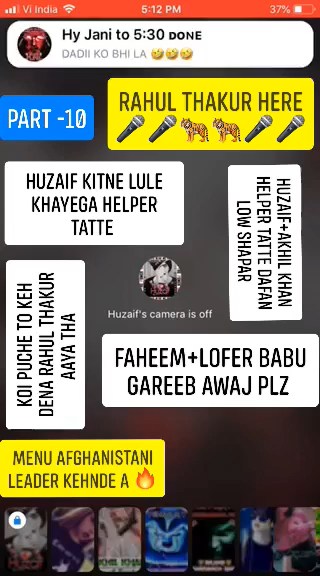 Vi India
5:12 PM
37%
Hy Jani to 5:30 ᴅᴏɴᴇ
DADII KO BHI LA 🤣🤣🤣
PART -10
RAHUL THAKUR HERE
🎤🎤🐅🐅🎤🎤
HUZAIF KITNE LULE
KHAYEGA HELPER
TATTE
HUZAIF+AKHIL KHAN
HELPER TATTE DAFAN
LOW SHAPAR
Huzaif's camera is off
KOI PUCHE TO KEH
DENA RAHUL THAKUR
AAYA THA
FAHEEM+LOFER BABU
GAREEB AWAJ PLZ
MENU AFGHANISTANI
LEADER KEHNDE A 🔥